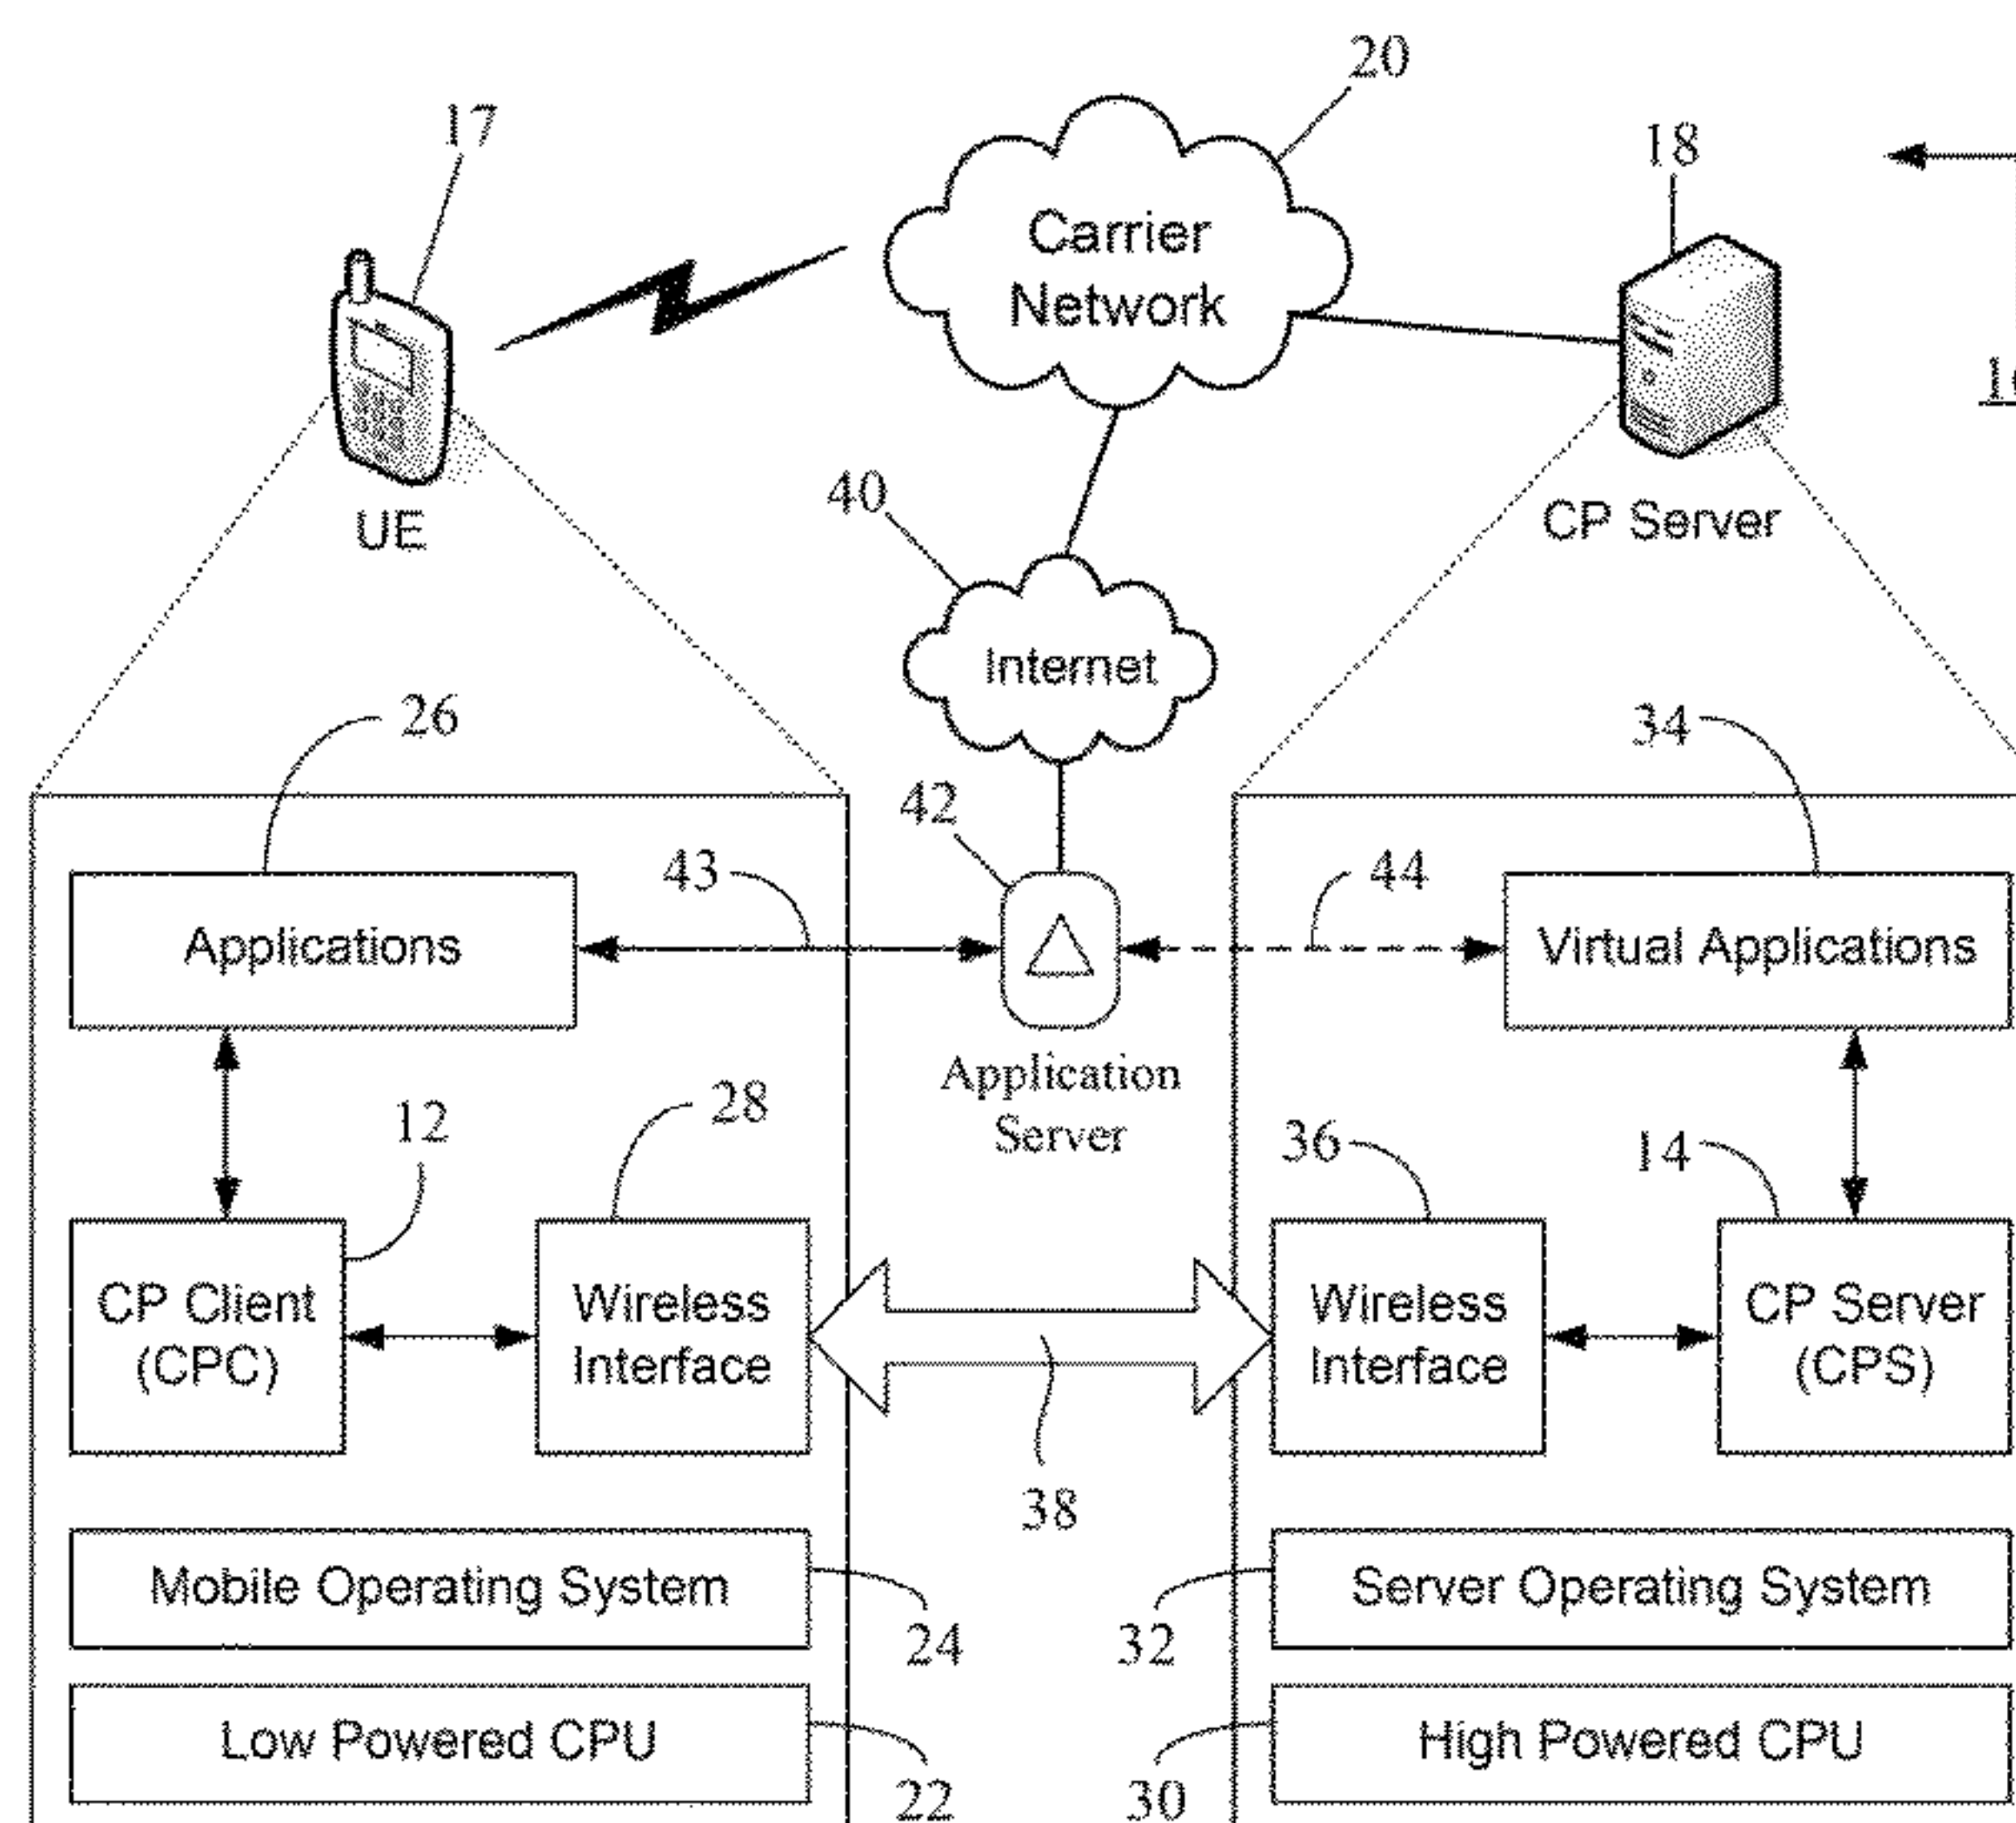 20
17
18
Carrier
Network
40
UE
CP Server
Internet
26
34
42
43
44
Applications
Virtual Applications
Application
Server
12
28
36
14
CP Client
(CPC)
Wireless
Interface
Wireless
Interface
CP Server
(CPS)
38
Mobile Operating System
Server Operating System
24
32
Low Powered CPU
High Powered CPU
22
30